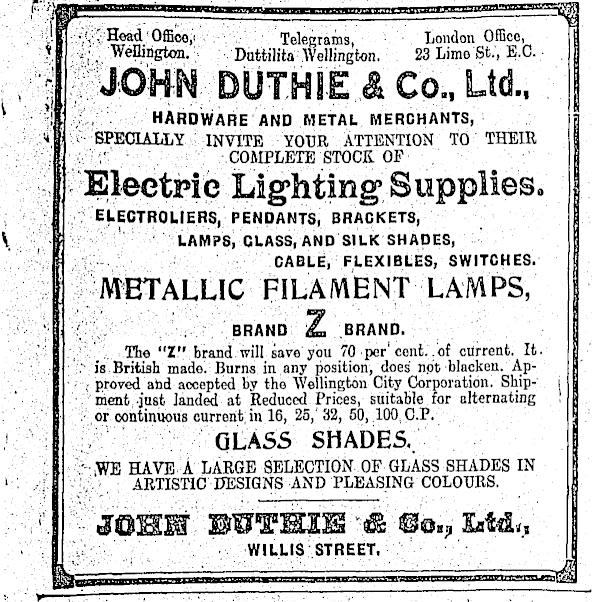 Head Office, Telegrams, London Office,
Wellington. Duttilita Wellington. 23 Lime St., E.C.
JOHN DUTHIE & Co., Ltd.,
HARDWARE AND METAL MERCHANTS,
SPECIALLY INVITE YOUR ATTENTION TO THEIR
COMPLETE STOCK OF
Electric Lighting Supplies.
ELECTROLIERS, PENDANTS, BRACKETS,
LAMPS, GLASS, AND SILK SHADES,
CABLE, FLEXIBLES, SWITCHES.
METALLIC FILAMENT LAMPS,
BRAND Z BRAND.
The "Z" brand will save you 70 per cent. of current. It
is British made. Burns in any position, does not blacken. Ap-
proved and accepted by the Wellington City Corporation. Ship-
ment just landed at Reduced Prices, suitable for alternating
or continuous current in 16, 25, 32, 50, 100 C.P.
GLASS SHADES.
WE HAVE A LARGE SELECTION OF GLASS SHADES IN
ARTISTIC DESIGNS AND PLEASING COLOURS.
JOHN DUTHIE & Co., Ltd.,
WILLIS STREET.